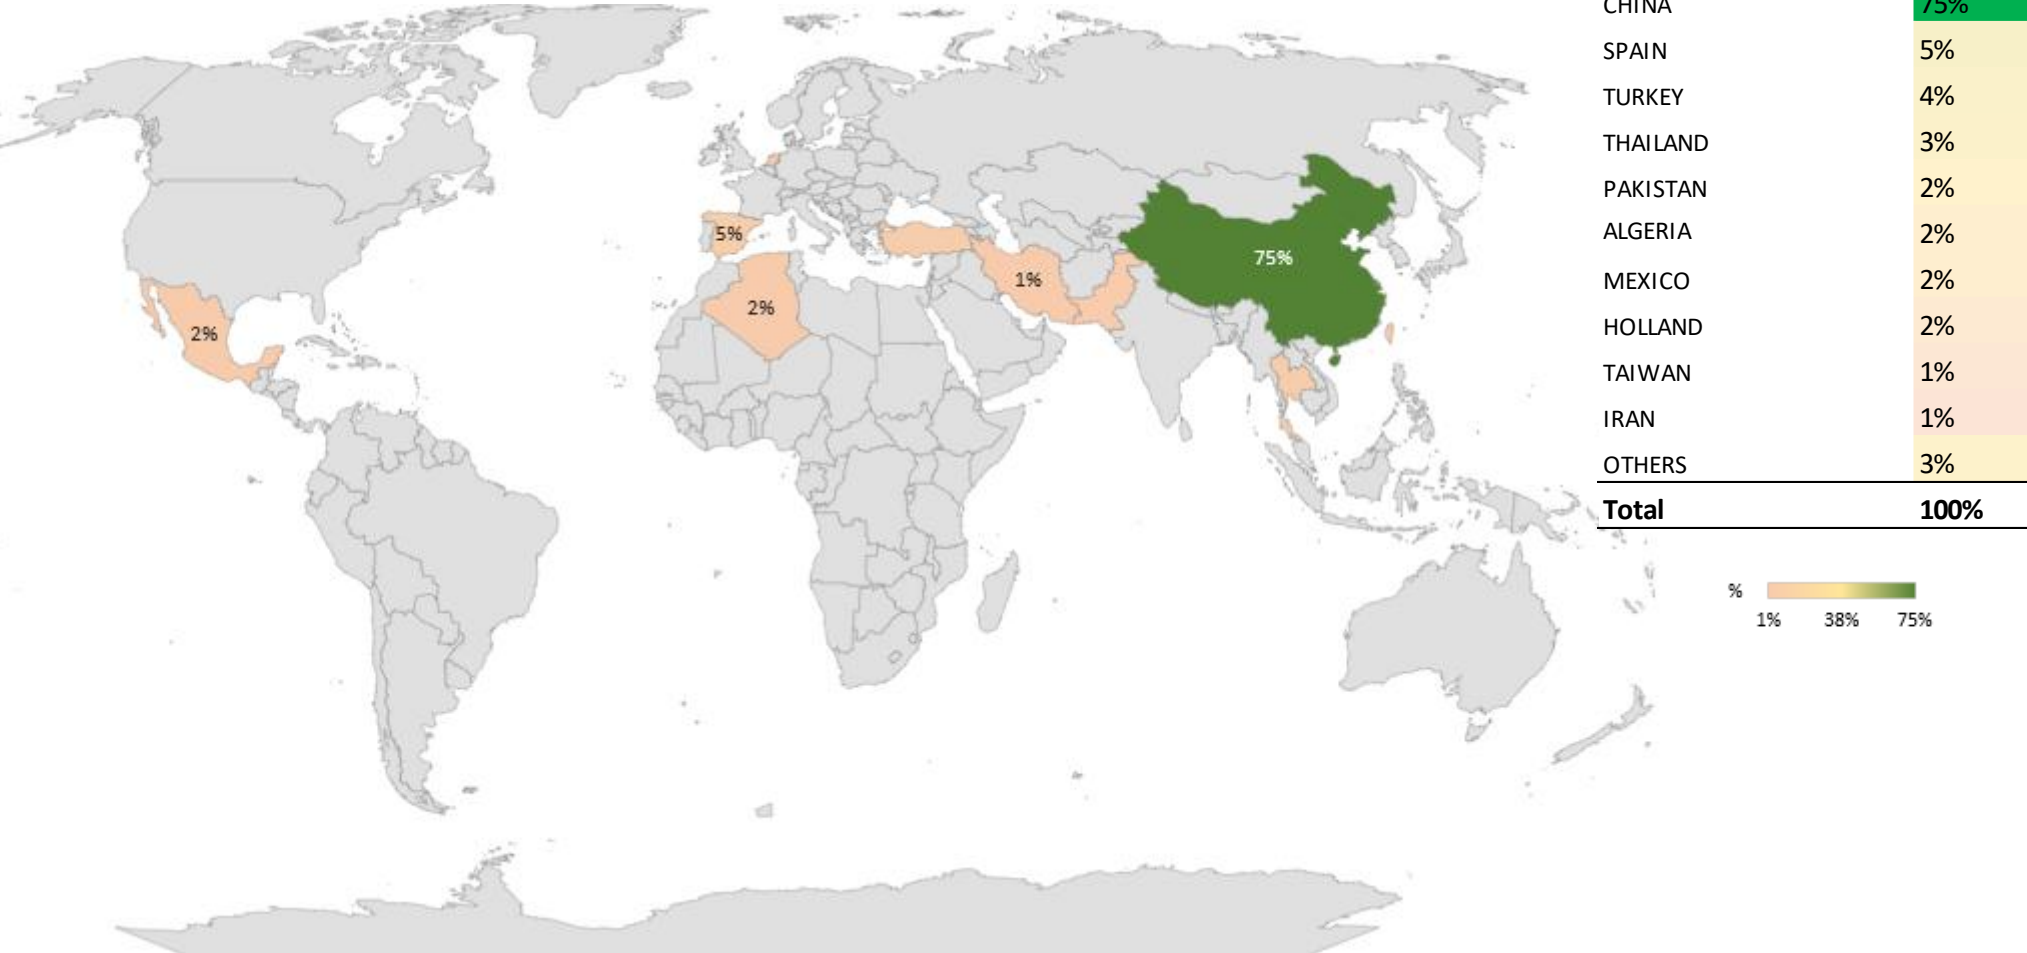 CHINA 75%
SPAIN 5%
TURKEY 4%
THAILAND 3%
PAKISTAN 2%
ALGERIA 2%
MEXICO 2%
HOLLAND 2%
TAIWAN 1%
IRAN 1%
OTHERS 3%
Total 100%
5%
75%
1%
2%
2%
%
1% 38% 75%